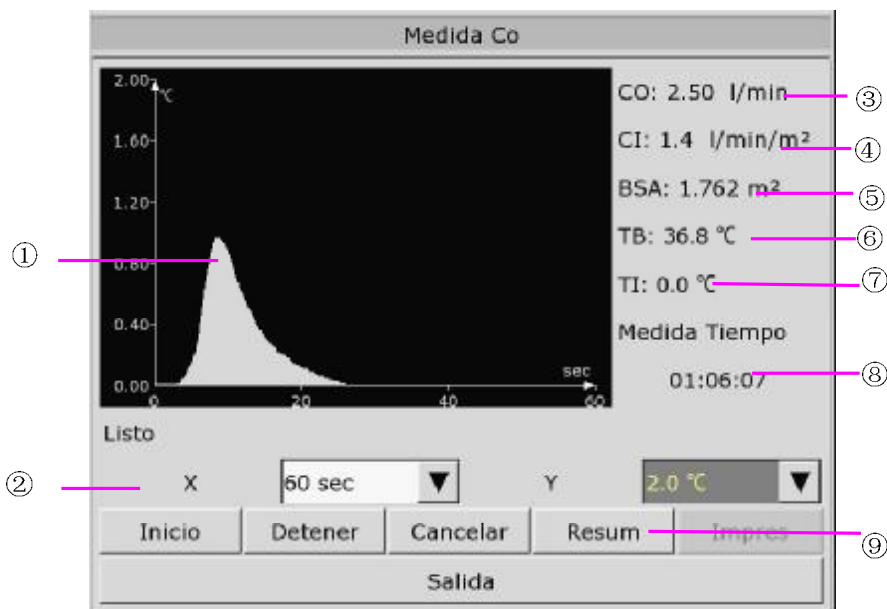 Medida Co
2.00
℃
1.60
1.20
0.80
0.40
0.00
0 20 40 60
sec
CO: 2.50 l/min
CI: 1.4 l/min/m²
BSA: 1.762 m²
TB: 36.8 ℃
TI: 0.0 ℃
Medida Tiempo
01:06:07
①
②
③
④
⑤
⑥
⑦
⑧
⑨
Listo
X 60 sec Y 2.0 ℃
Inicio Detener Cancelar Resum Impres
Salida